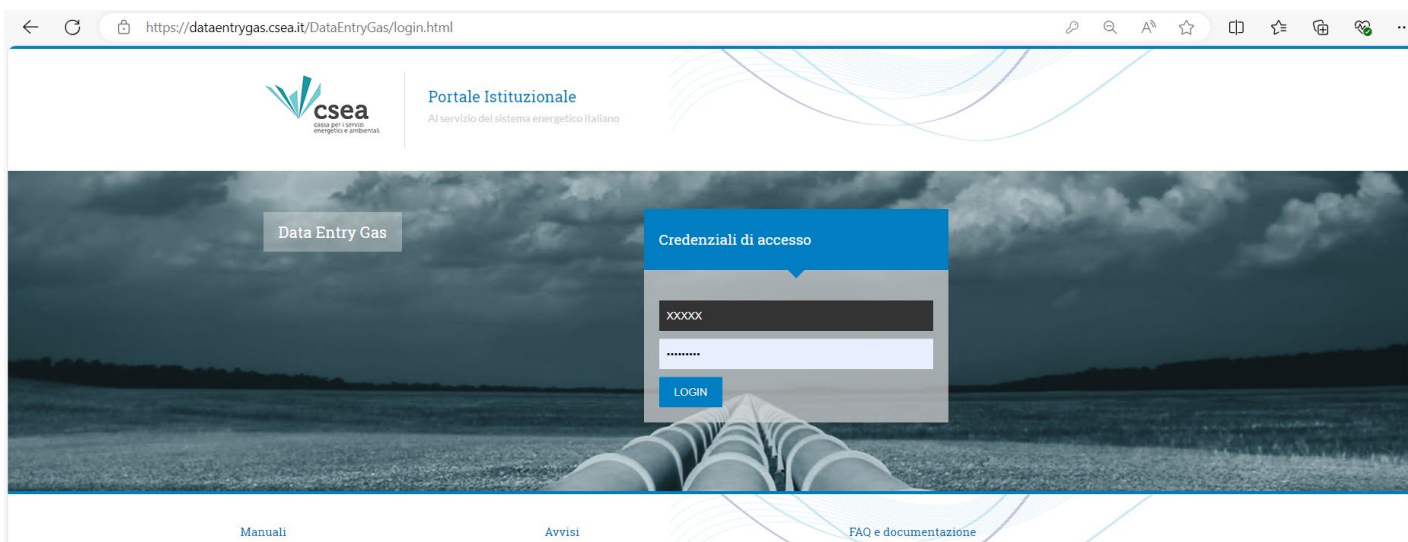 https://dataentrygas.csea.it/DataEntryGas/login.html
csea
cassa per i servizi
energetici e ambientali
Portale Istituzionale
Al servizio del sistema energetico italiano
Data Entry Gas
Credenziali di accesso
XXXXX
•••••••••
LOGIN
Manuali
Avvisi
FAQ e documentazione